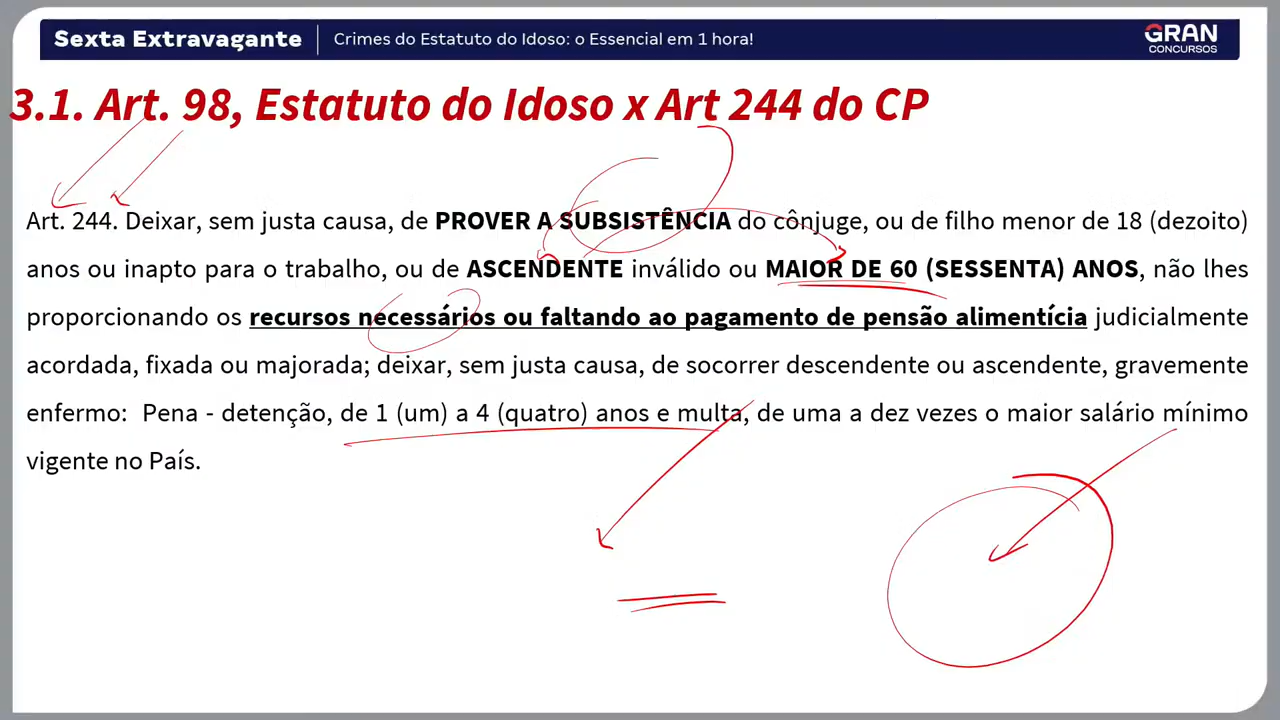 Sexta Extravagante | Crimes do Estatuto do Idoso: o Essencial em 1 hora!
GRAN
CONCURSOS
3.1. Art. 98, Estatuto do Idoso x Art 244 do CP
Art. 244. Deixar, sem justa causa, de PROVER A SUBSISTÊNCIA do cônjuge, ou de filho menor de 18 (dezoito)
anos ou inapto para o trabalho, ou de ASCENDENTE inválido ou MAIOR DE 60 (SESSENTA) ANOS, não lhes
proporcionando os recursos necessários ou faltando ao pagamento de pensão alimentícia judicialmente
acordada, fixada ou majorada; deixar, sem justa causa, de socorrer descendente ou ascendente, gravemente
enfermo: Pena - detenção, de 1 (um) a 4 (quatro) anos e multa, de uma a dez vezes o maior salário mínimo
vigente no País.